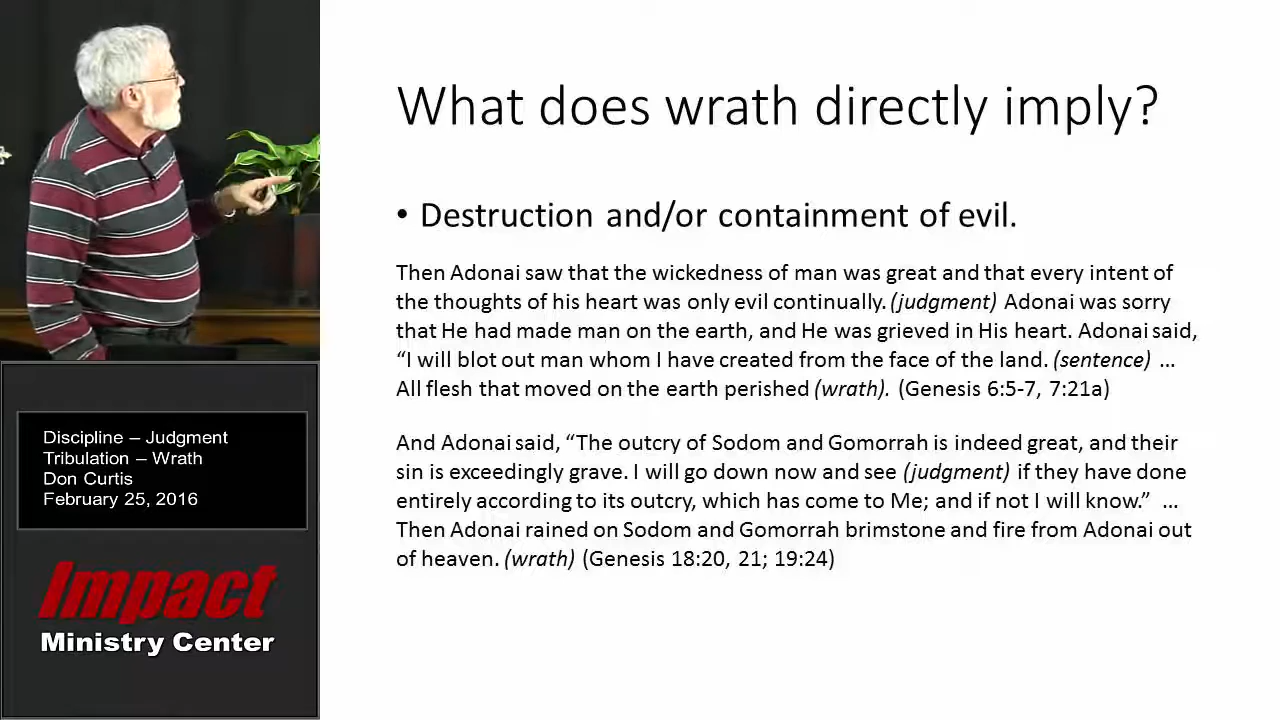 What does wrath directly imply?
• Destruction and/or containment of evil.
Then Adonai saw that the wickedness of man was great and that every intent of
the thoughts of his heart was only evil continually. (judgment) Adonai was sorry
that He had made man on the earth, and He was grieved in His heart. Adonai said,
“I will blot out man whom I have created from the face of the land. (sentence) ...
All flesh that moved on the earth perished (wrath). (Genesis 6:5-7, 7:21a)
And Adonai said, “The outcry of Sodom and Gomorrah is indeed great, and their
sin is exceedingly grave. I will go down now and see (judgment) if they have done
entirely according to its outcry, which has come to Me; and if not I will know.” ...
Then Adonai rained on Sodom and Gomorrah brimstone and fire from Adonai out
of heaven. (wrath) (Genesis 18:20, 21; 19:24)
Discipline – Judgment
Tribulation – Wrath
Don Curtis
February 25, 2016
Impact
Ministry Center